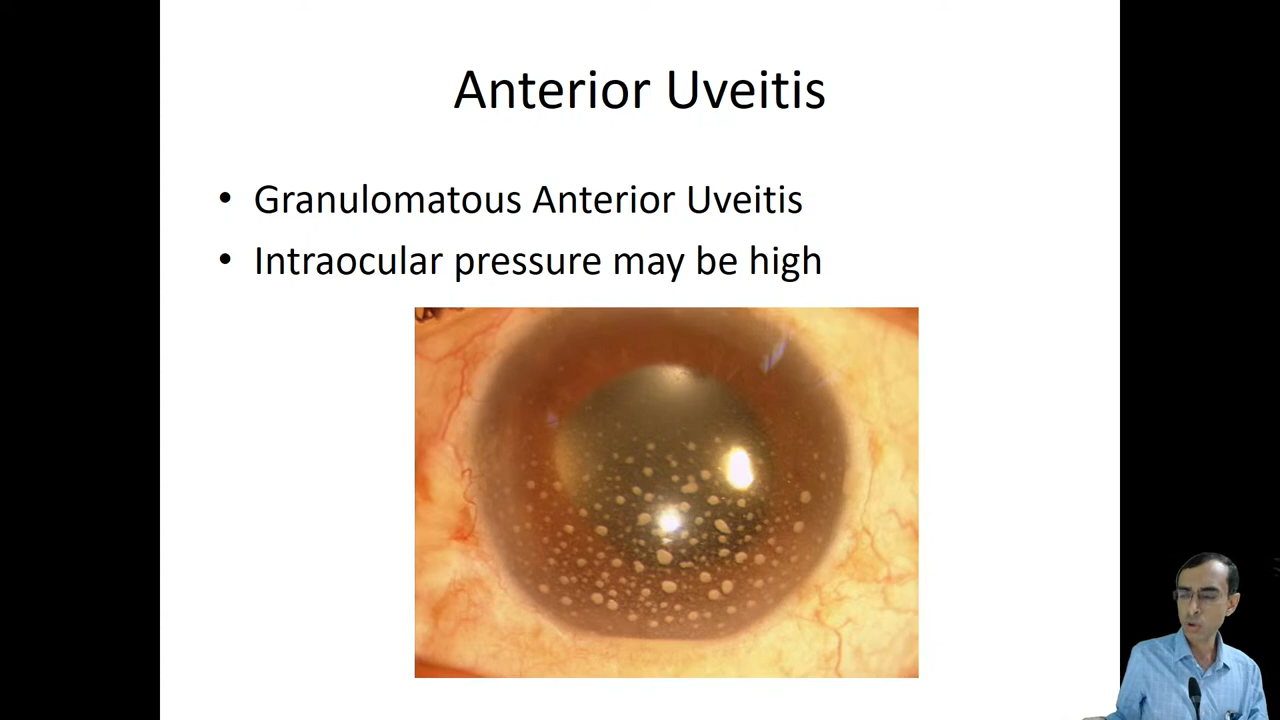 Anterior Uveitis
• Granulomatous Anterior Uveitis
• Intraocular pressure may be high